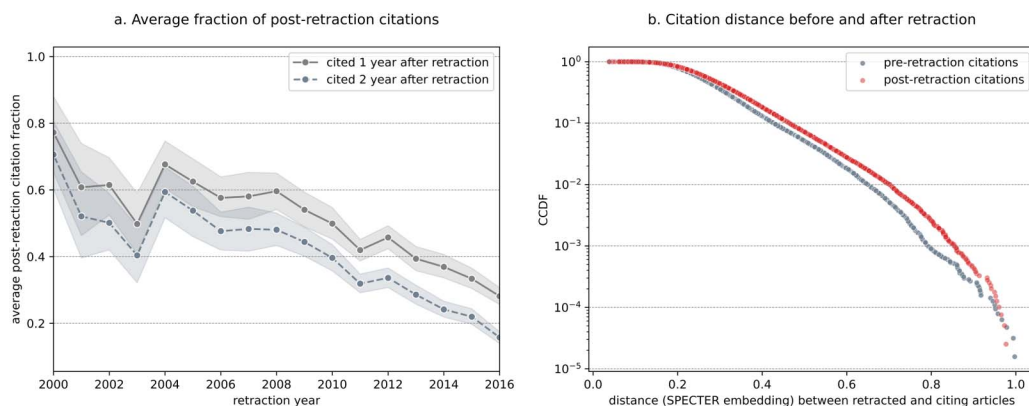 a. Average fraction of post-retraction citations
1.0
0.8
0.6
0.4
0.2
average post-retaction citation fraction
cited 1 year after retraction
cited 2 year after retraction
2000 2002 2004 2006 2008 2010 2012 2014 2016
retraction year
b. Citation distance before and after retraction
10⁰
10⁻¹
10⁻²
10⁻³
10⁻⁴
10⁻⁵
CCDF
pre-retraction citations
post-retraction citations
0.0 0.2 0.4 0.6 0.8 1.0
distance (SPECTER embedding) between retracted and citing articles